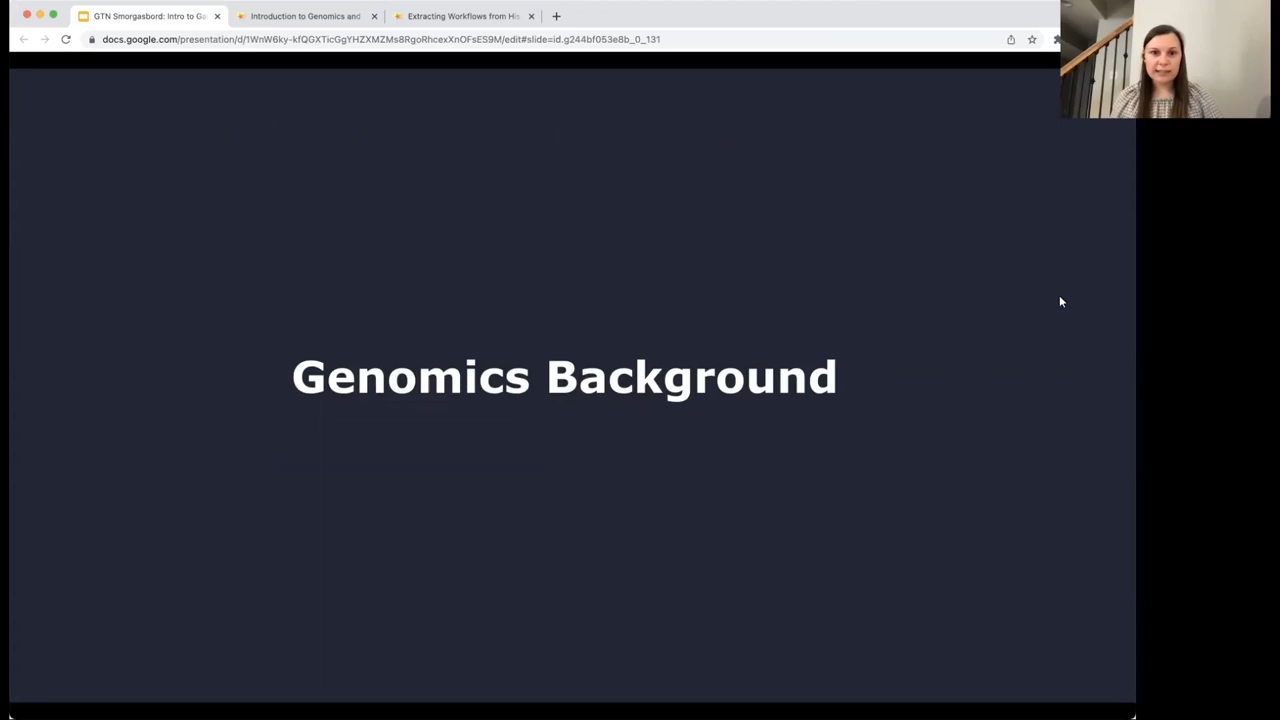 GTN Smorgasbord: Intro to Ga
Introduction to Genomics and
Extracting Workflows from His
docs.google.com/presentation/d/1WnW6ky-kfQGXTicGgYHZXMZMs8RgoRhcexXnOFsES9M/edit#slide=id.g244bf053e8b_0_131
Genomics Background